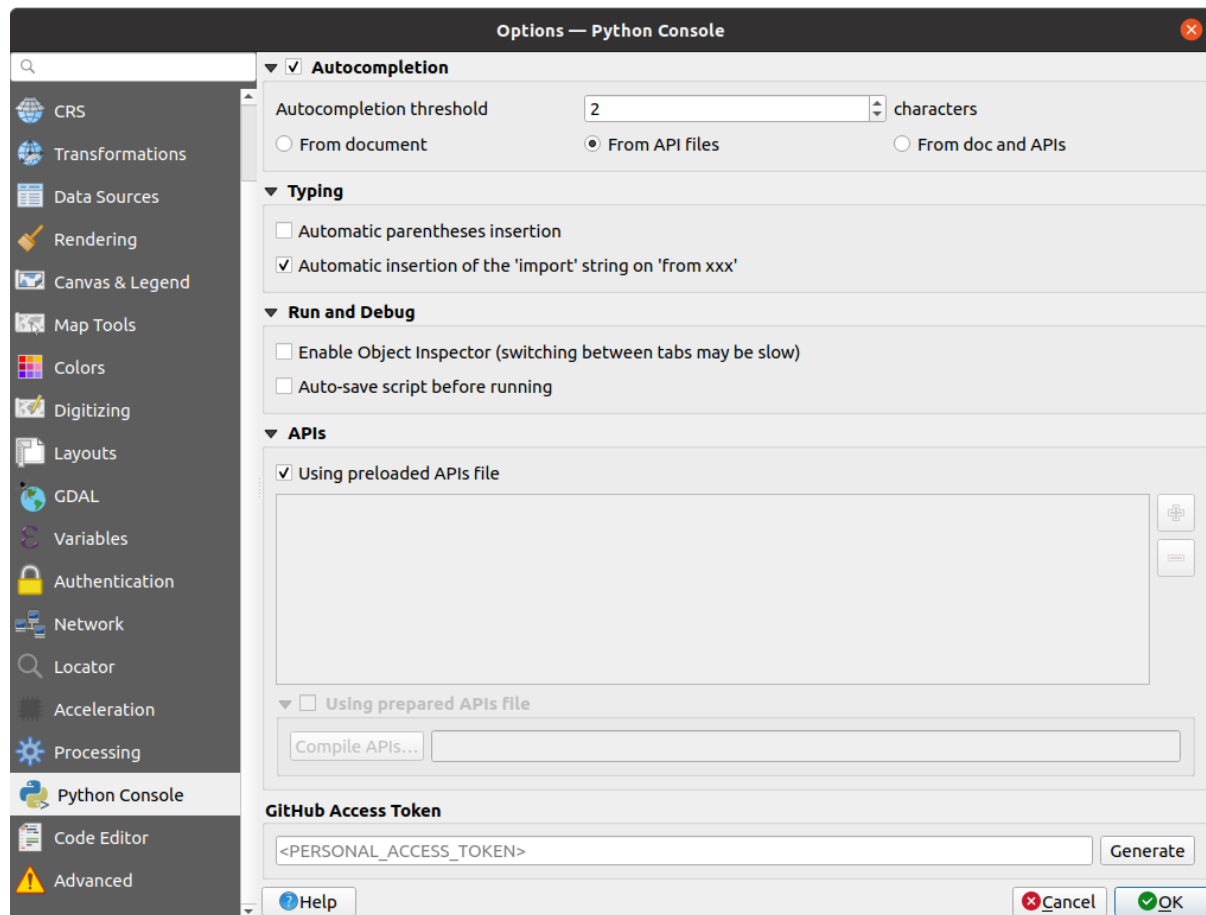 Options — Python Console
CRS
Transformations
Data Sources
Rendering
Canvas & Legend
Map Tools
Colors
Digitizing
Layouts
GDAL
Variables
Authentication
Network
Locator
Acceleration
Processing
Python Console
Code Editor
Advanced
Autocompletion
Autocompletion threshold 2 characters
From document From API files From doc and APIs
Typing
Automatic parentheses insertion
Automatic insertion of the 'import' string on 'from xxx'
Run and Debug
Enable Object Inspector (switching between tabs may be slow)
Auto-save script before running
APIs
Using preloaded APIs file
Using prepared APIs file
Compile APIs...
GitHub Access Token
<PERSONAL_ACCESS_TOKEN> Generate
Help Cancel OK